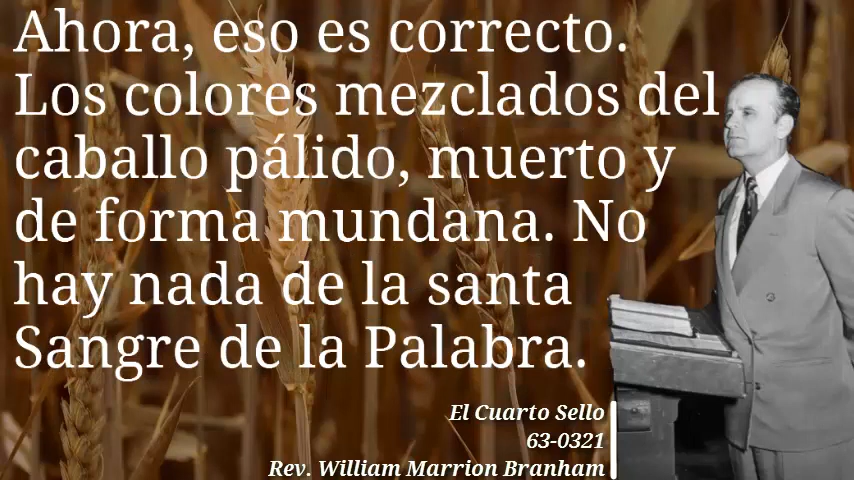 Ahora, eso es correcto.
Los colores mezclados del
caballo pálido, muerto y
de forma mundana. No
hay nada de la santa
Sangre de la Palabra.
El Cuarto Sello
63-0321
Rev. William Marrion Branham